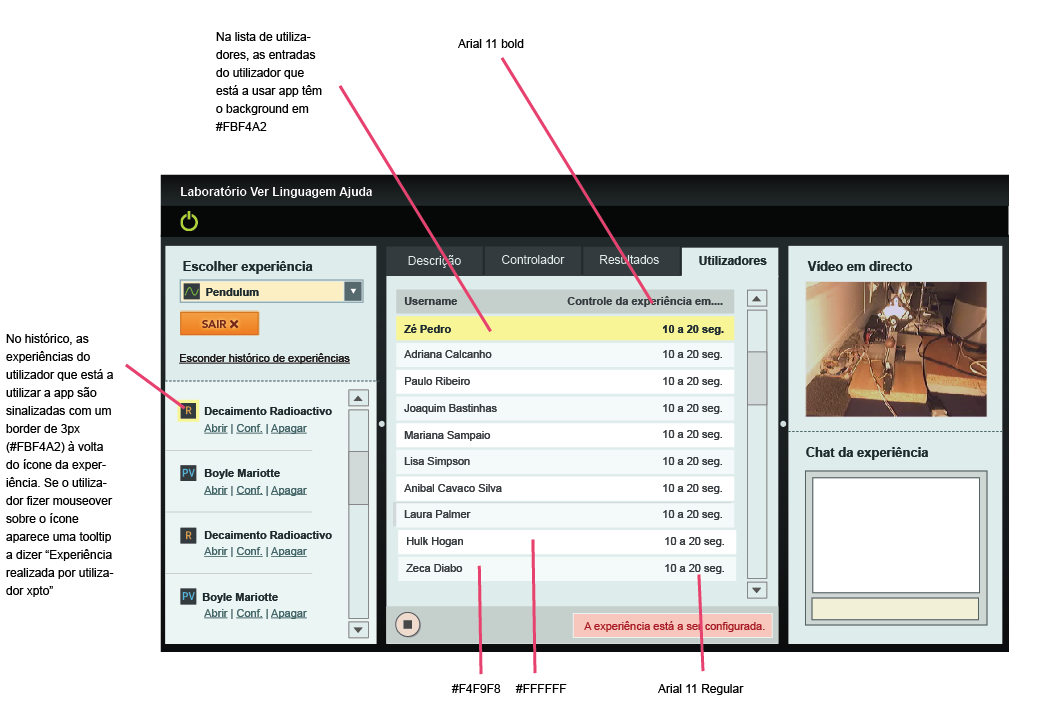 Na lista de utiliza-
dores, as entradas
do utilizador que
está a usar app têm
o background em
#FBF4A2
Arial 11 bold
Laboratório Ver Linguagem Ajuda
Escolher experiência
Pendulum
SAIR ×
Esconder histórico de experiências
No histórico, as
experiências do
utilizador que está a
utilizar a app são
sinalizadas com um
border de 3px
(#FBF4A2) à volta
do ícone da exper-
iência. Se o utiliza-
dor fizer mouseover
sobre o ícone
aparece uma tooltip
a dizer “Experiência
realizada por utiliza-
dor xpto”
R Decaimento Radioactivo
Abrir | Conf. | Apagar
PV Boyle Mariotte
Abrir | Conf. | Apagar
R Decaimento Radioactivo
Abrir | Conf. | Apagar
PV Boyle Mariotte
Abrir | Conf. | Apagar
Descrição Controlador Resultados Utilizadores
Username Controle da experiência em....
Zé Pedro 10 a 20 seg.
Adriana Calcanho 10 a 20 seg.
Paulo Ribeiro 10 a 20 seg.
Joaquim Bastinhas 10 a 20 seg.
Mariana Sampaio 10 a 20 seg.
Lisa Simpson 10 a 20 seg.
Anibal Cavaco Silva 10 a 20 seg.
Laura Palmer 10 a 20 seg.
Hulk Hogan 10 a 20 seg.
Zeca Diabo 10 a 20 seg.
A experiência está a ser configurada.
Vídeo em directo
Chat da experiência
#F4F9F8 #FFFFFF Arial 11 Regular